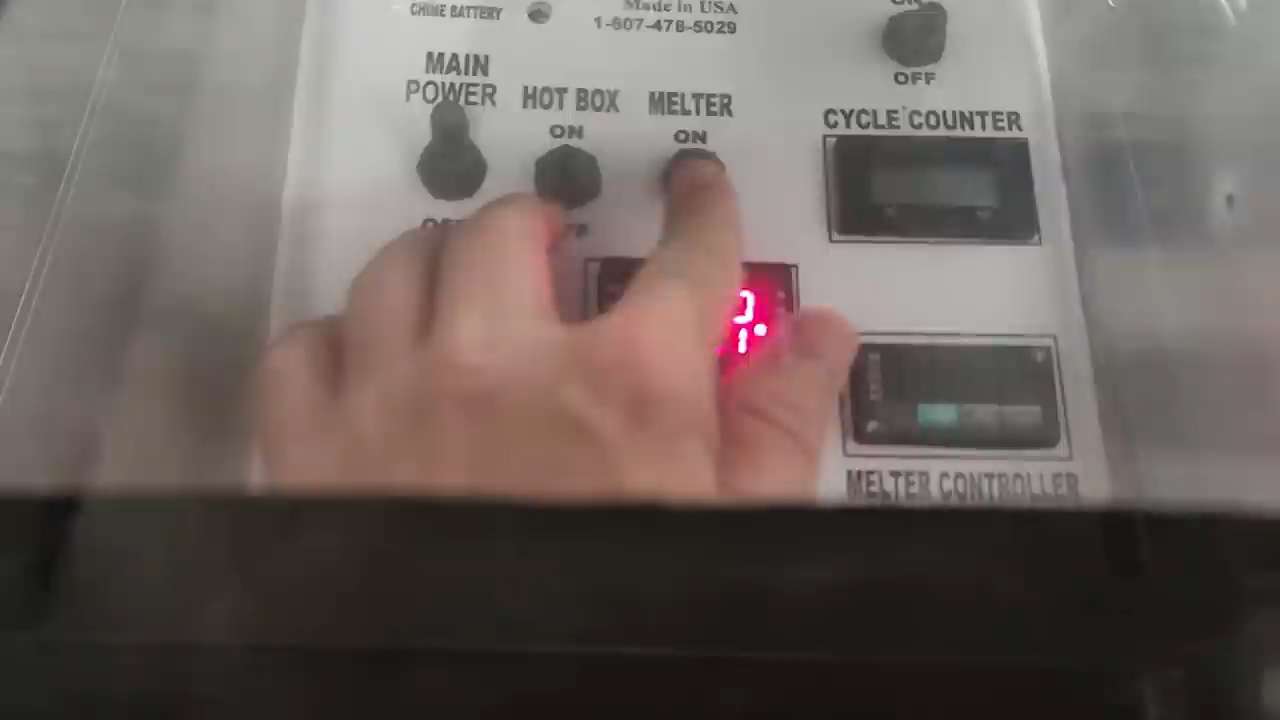 CHIME BATTERY
Made in USA
1-607-478-5029
OFF
MAIN
POWER
HOT BOX
MELTER
ON
ON
CYCLE COUNTER
MELTER CONTROLLER